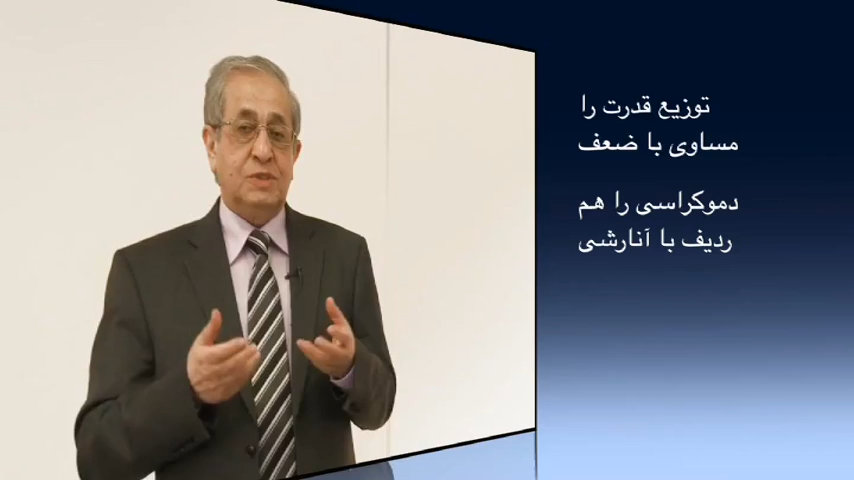 توزیع قدرت را
مساوی با ضعف
دموکراسی را هم
ردیف با آنارشی